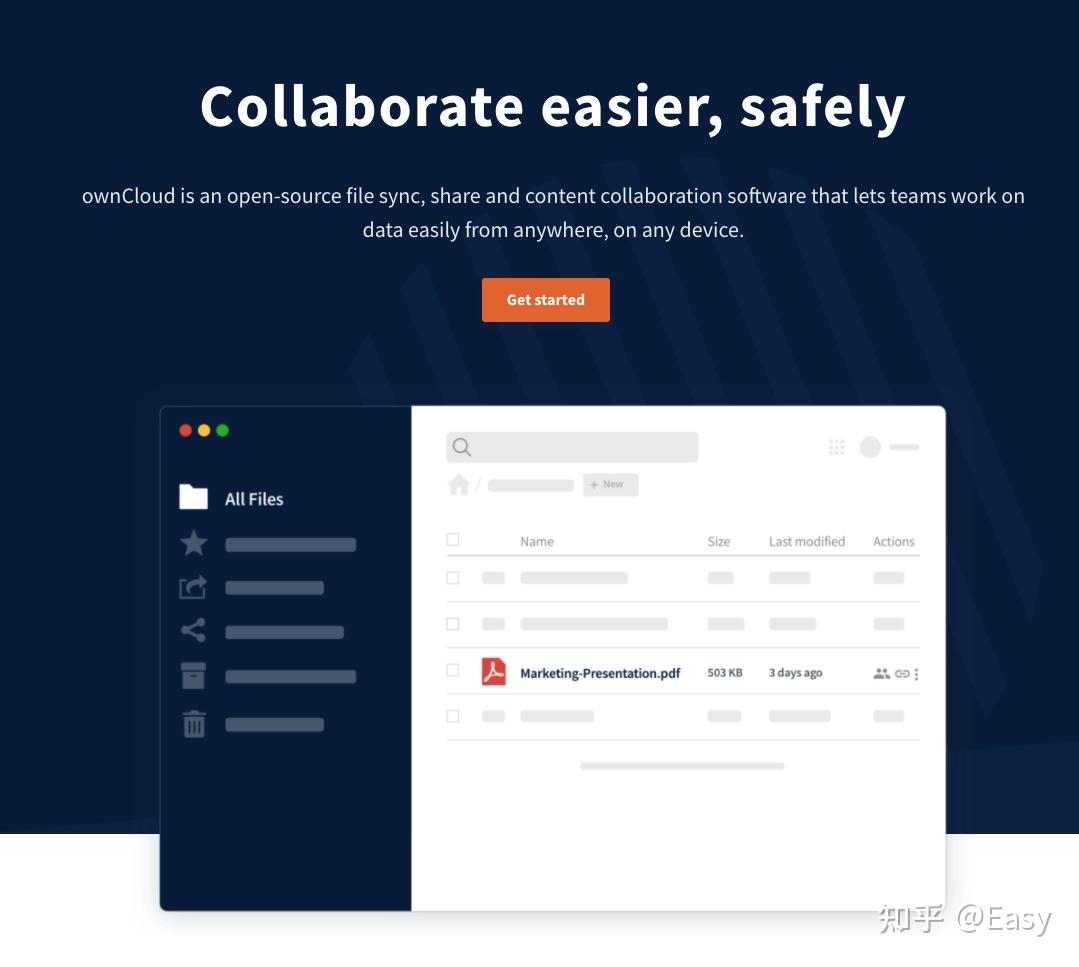 Collaborate easier, safely
ownCloud is an open-source file sync, share and content collaboration software that lets teams work on
data easily from anywhere, on any device.
Get started
All Files
+ New
Name Size Last modified Actions
Marketing-Presentation.pdf 503 KB 3 days ago
知乎 @Easy